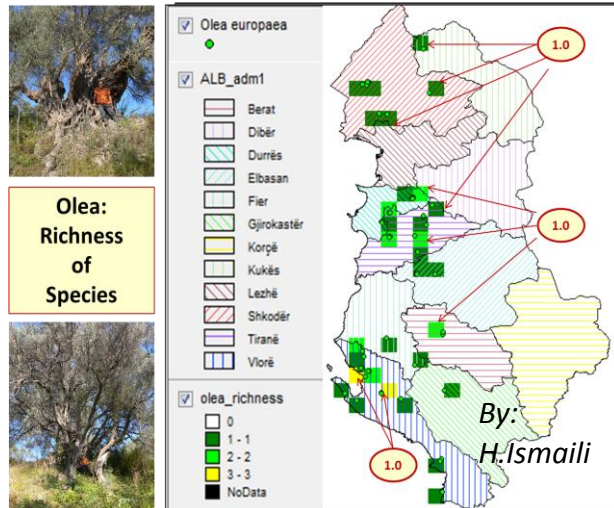 Olea:
Richness
of
Species
Olea europaea
ALB_adm1
Berat
Dibër
Durrës
Elbasan
Fier
Gjirokastër
Korçë
Kukës
Lezhë
Shkodër
Tiranë
Vlorë
olea_richness
0
1 - 1
2 - 2
3 - 3
NoData
1.0
1.0
1.0
By:
H.Ismaili